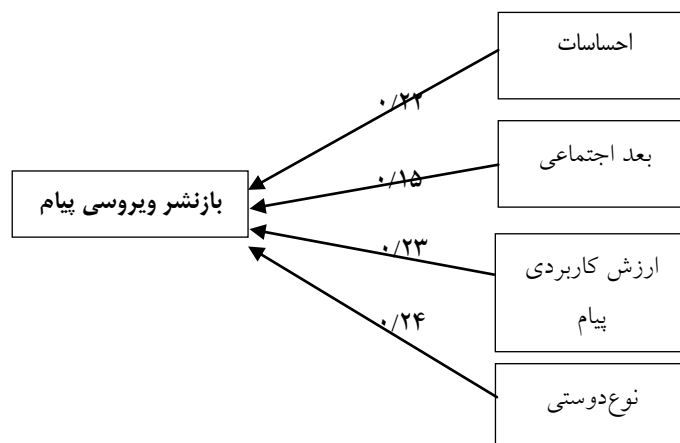 احساسات
۰/۲۲
بعد اجتماعی
۰/۱۵
بازنشر ویروسی پیام
ارزش کاربردی
پیام
۰/۲۳
نوع‌دوستی
۰/۲۴